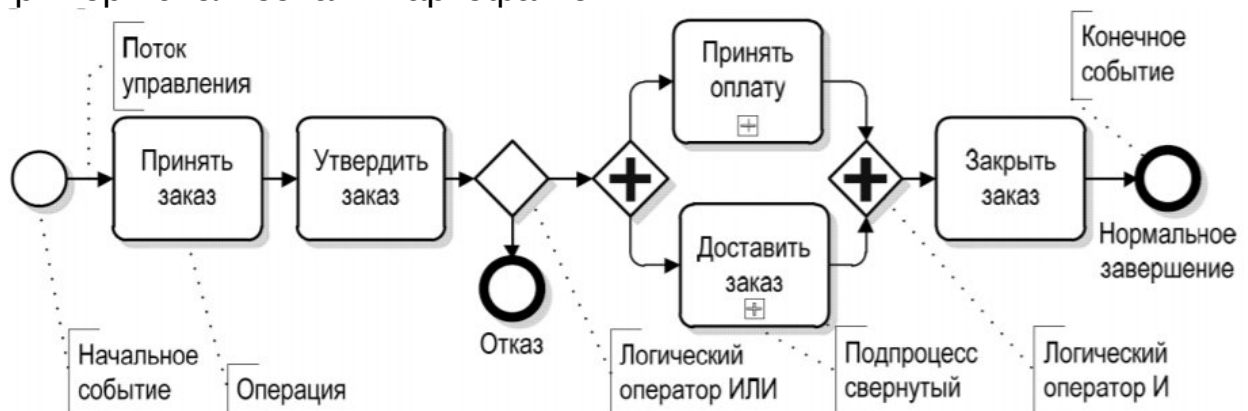 Поток
управления
Принять
оплату
Конечное
событие
Принять
заказ
Утвердить
заказ
Закрыть
заказ
Доставить
заказ
Нормальное
завершение
Отказ
Начальное
событие
Операция
Логический
оператор ИЛИ
Подпроцесс
свернутый
Логический
оператор И